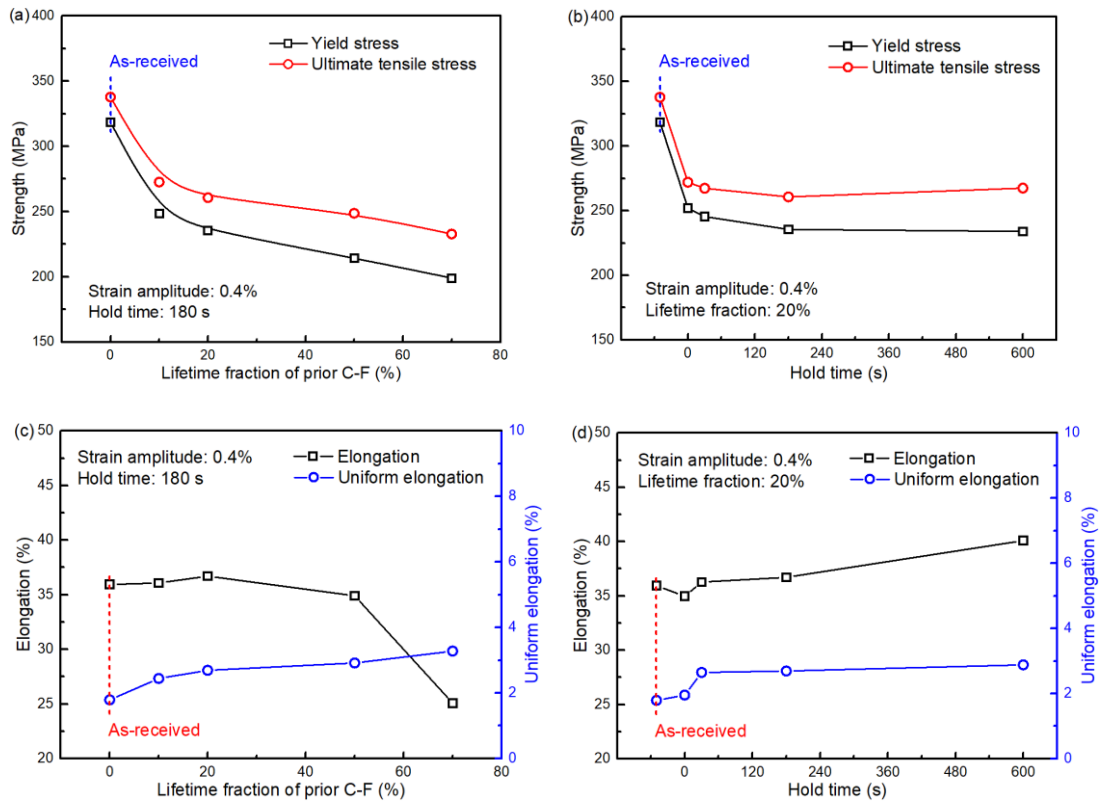 (a)
400
350
300
250
200
150
Strength (MPa)
As-received
Yield stress
Ultimate tensile stress
Strain amplitude: 0.4%
Hold time: 180 s
0 20 40 60 80
Lifetime fraction of prior C-F (%)
(b)
400
350
300
250
200
150
Strength (MPa)
As-received
Yield stress
Ultimate tensile stress
Strain amplitude: 0.4%
Lifetime fraction: 20%
0 120 240 360 480 600
Hold time (s)
(c)
50
45
40
35
30
25
20
Elongation (%)
Strain amplitude: 0.4%
Hold time: 180 s
Elongation
Uniform elongation
As-received
10
8
6
4
2
0
Uniform elongation (%)
0 20 40 60 80
Lifetime fraction of prior C-F (%)
(d)
50
45
40
35
30
25
20
Elongation (%)
Strain amplitude: 0.4%
Lifetime fraction: 20%
Elongation
Uniform elongation
As-received
10
8
6
4
2
0
Uniform elongation (%)
0 120 240 360 480 600
Hold time (s)